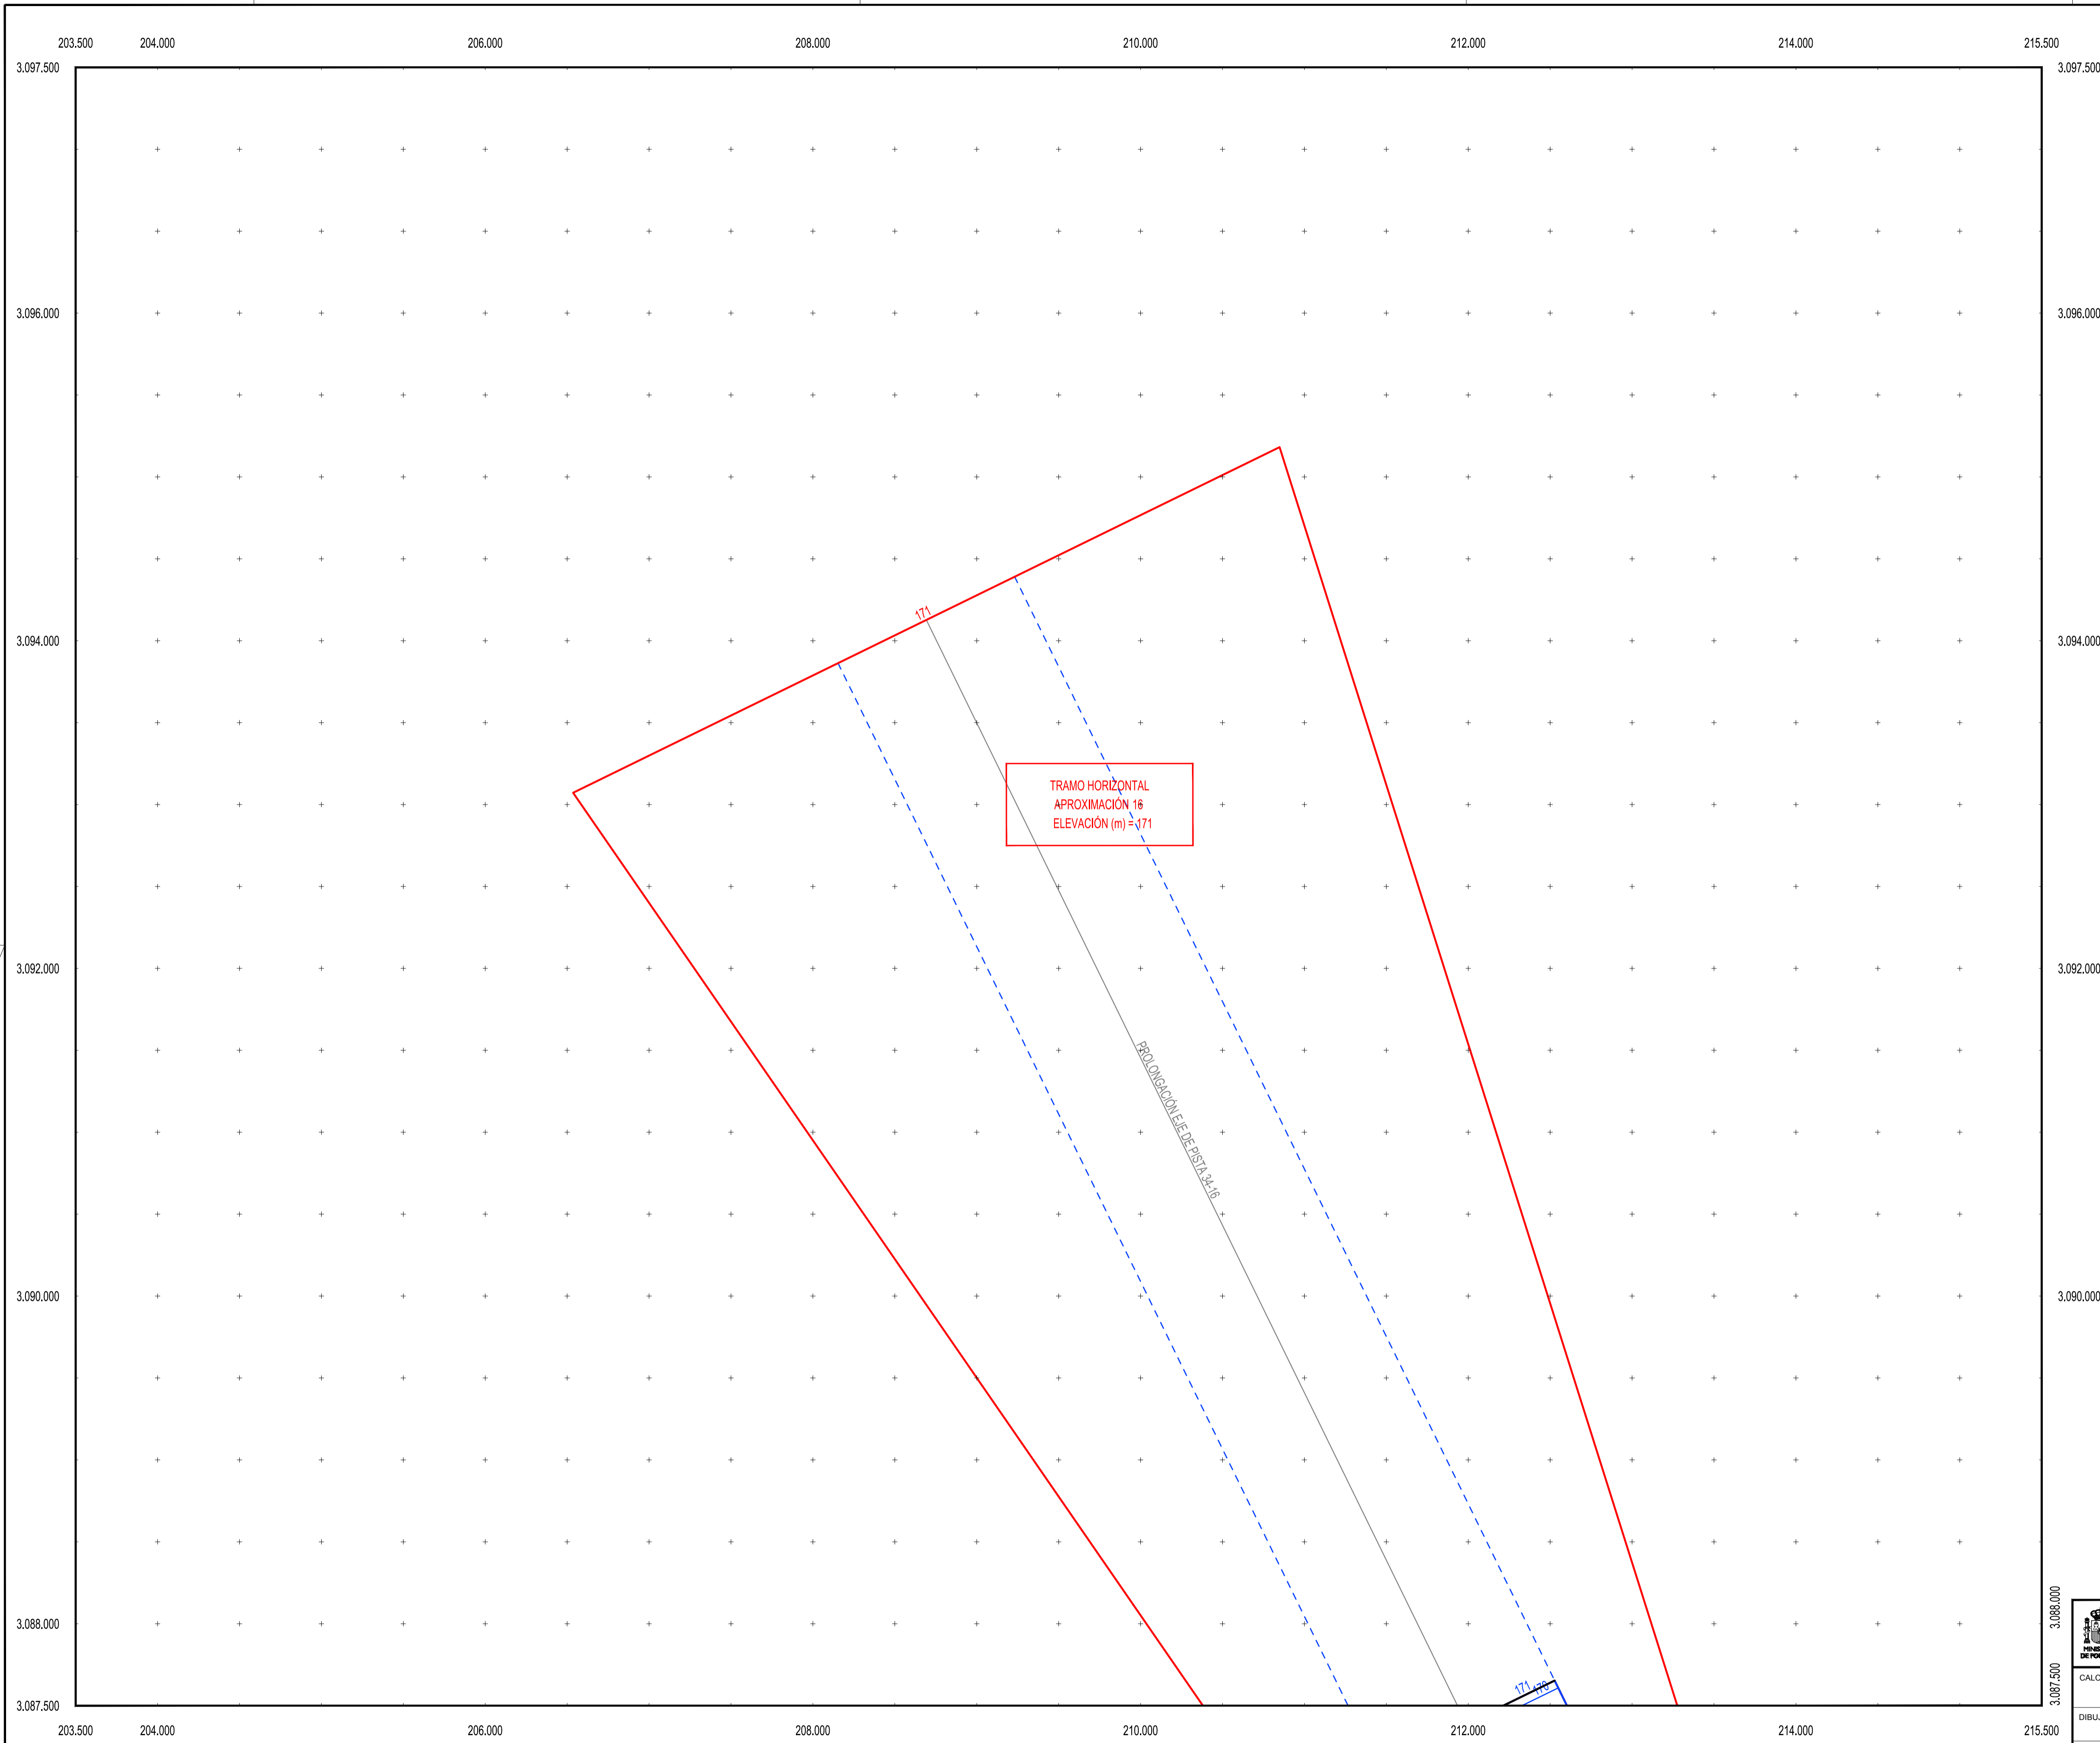 203.500 204.000 206.000 208.000 210.000 212.000 214.000 215.500
3.097.500 3.097.500
3.096.000 3.096.000
171
3.094.000 3.094.000
TRAMO HORIZONTAL
APROXIMACIÓN 16
ELEVACIÓN (m) = 171
3.092.000 3.092.000
PROLONGACIÓN EJE DE PISTA 34-16
3.090.000 3.090.000
3.088.000 3.088.000
171 170
3.087.500 3.087.500
203.500 204.000 206.000 208.000 210.000 212.000 214.000 215.500